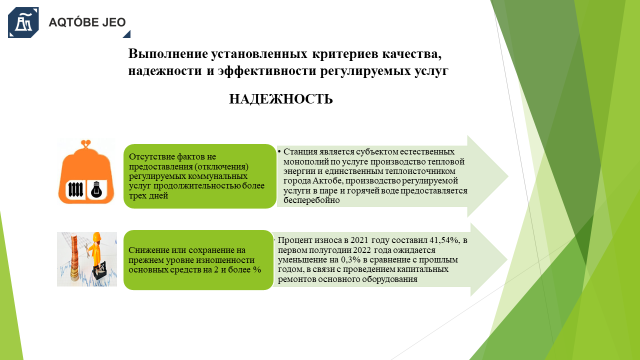 AQTÓBE JEO
Выполнение установленных критериев качества,
надежности и эффективности регулируемых услуг
НАДЕЖНОСТЬ
Отсутствие фактов не
предоставления (отключения)
регулируемых коммунальных
услуг продолжительностью более
трех дней
• Станция является субъектом естественных
монополий по услуге производство тепловой
энергии и единственным теплоисточником
города Актобе, производство регулируемой
услуги в паре и горячей воде предоставляется
бесперебойно
Снижение или сохранение на
прежнем уровне изношенности
основных средств на 2 и более %
Процент износа в 2021 году составил 41,54%, в
первом полугодии 2022 года ожидается
уменьшение на 0,3% в сравнение с прошлым
годом, в связи с проведением капитальных
ремонтов основного оборудования